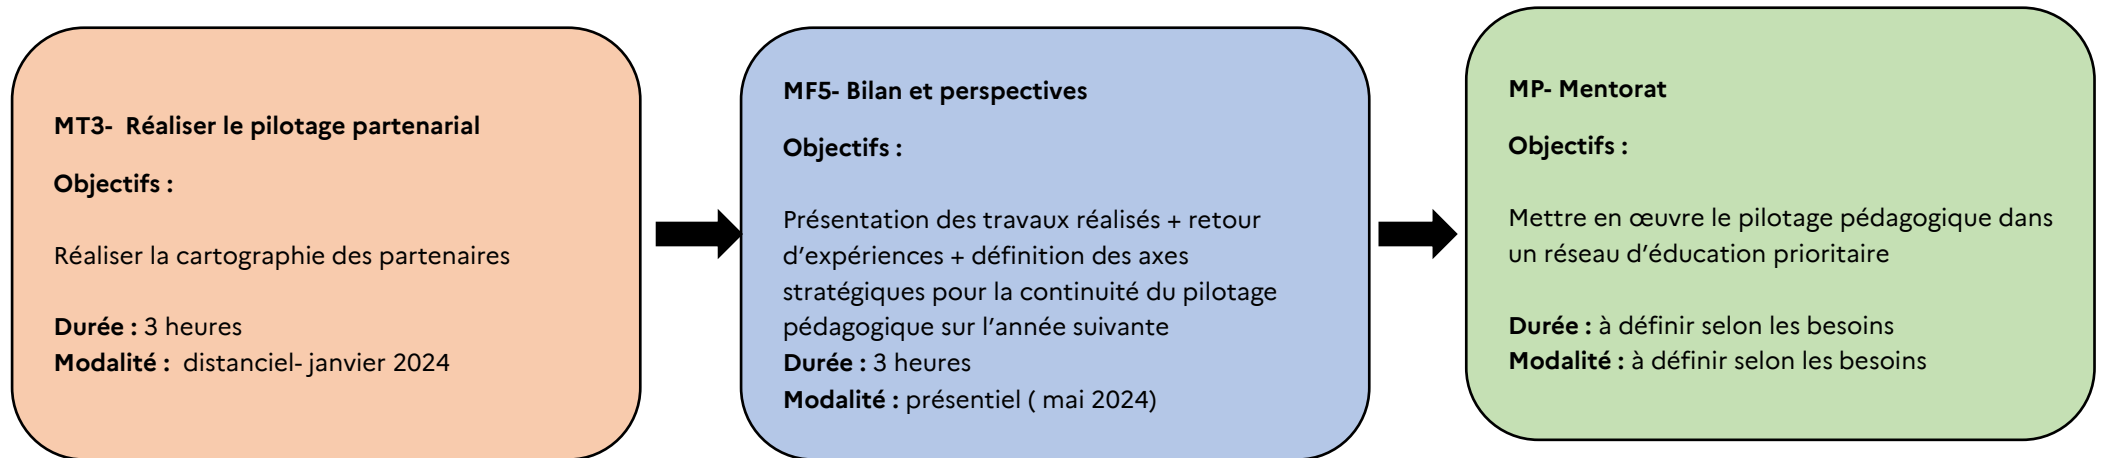 MT3- Réaliser le pilotage partenarial
Objectifs :
Réaliser la cartographie des partenaires
Durée : 3 heures
Modalité : distanciel- janvier 2024
MF5- Bilan et perspectives
Objectifs :
Présentation des travaux réalisés + retour
d’expériences + définition des axes
stratégiques pour la continuité du pilotage
pédagogique sur l’année suivante
Durée : 3 heures
Modalité : présentiel ( mai 2024)
MP- Mentorat
Objectifs :
Mettre en œuvre le pilotage pédagogique dans
un réseau d’éducation prioritaire
Durée : à définir selon les besoins
Modalité : à définir selon les besoins